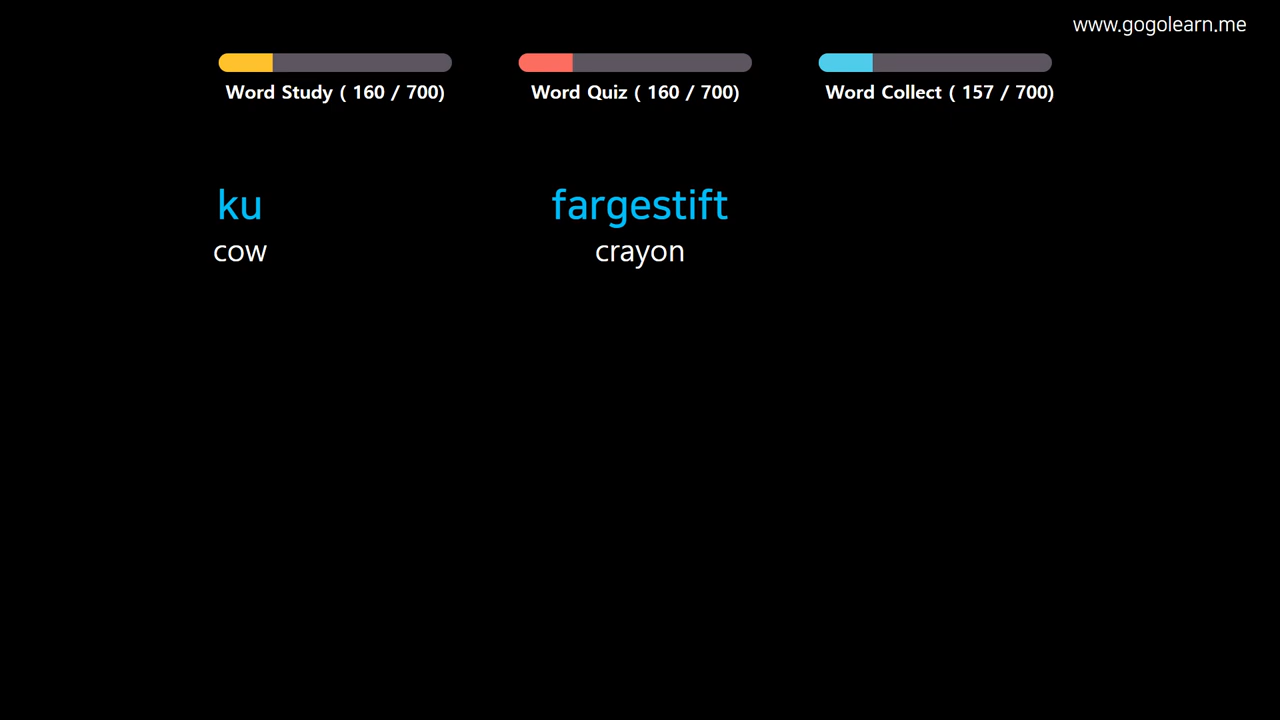 www.gogolearn.me
Word Study ( 160 / 700)
Word Quiz ( 160 / 700)
Word Collect ( 157 / 700)
ku
cow
fargestift
crayon